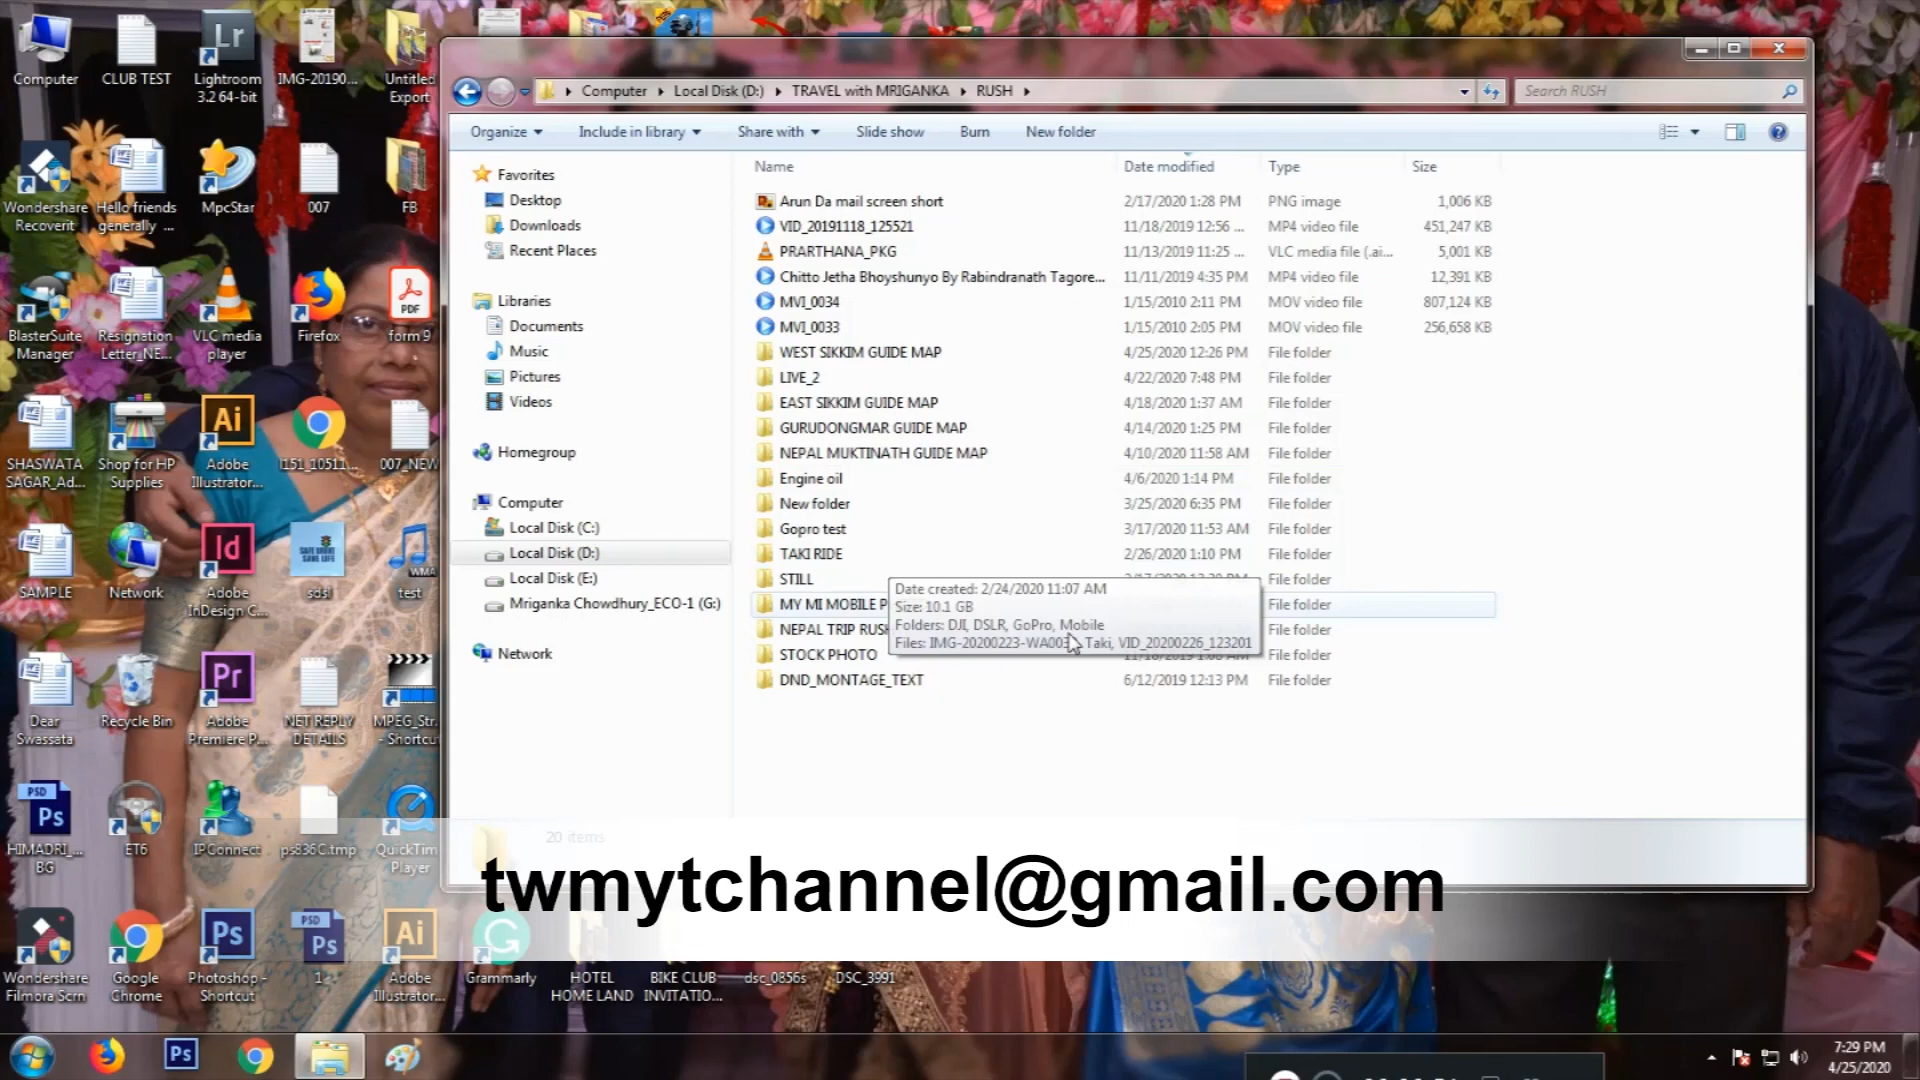 Computer
CLUB TEST
Lightroom
3.2 64-bit
IMG-20190...
Untitled
Export
Wondershare
Recoverit
Hello friends
generally ...
MpcStar
007
FB
BlasterSuite
Manager
Resignation
Letter_NE...
VLC media
player
Firefox
form 9
SHASWATA
SAGAR_Ad...
Shop for HP
Supplies
Adobe
Illustrator...
l151_10511...
007_NEW
SAMPLE
Network
Adobe
InDesign C...
sdsl
test
Dear
Swassata
Recycle Bin
Adobe
Premiere P...
NET REPLY
DETAILS
MPEG_Str...
- Shortcut
HIMADRI_...
BG
ET6
IPConnect
ps836C.tmp
QuickTime
Player
Wondershare
Filmora Scrn
Google
Chrome
Photoshop -
Shortcut
1
Adobe
Illustrator...
Grammarly
HOTEL
HOME LAND
BIKE CLUB
INVITATIO...
dsc_0856s
DSC_3991
Computer Local Disk (D:) TRAVEL with MRIGANKA RUSH
Search RUSH
Organize Include in library Share with Slide show Burn New folder
Favorites
Desktop
Downloads
Recent Places
Libraries
Documents
Music
Pictures
Videos
Homegroup
Computer
Local Disk (C:)
Local Disk (D:)
Local Disk (E:)
Mriganka Chowdhury_ECO-1 (G:)
Network
Name Date modified Type Size
Arun Da mail screen short 2/17/2020 1:28 PM PNG image 1,006 KB
VID_20191118_125521 11/18/2019 12:56 ... MP4 video file 451,247 KB
PRARTHANA_PKG 11/13/2019 11:25 ... VLC media file (.ai... 5,001 KB
Chitto Jetha Bhoyshunyo By Rabindranath Tagore... 11/11/2019 4:35 PM MP4 video file 12,391 KB
MVI_0034 1/15/2010 2:11 PM MOV video file 807,124 KB
MVI_0033 1/15/2010 2:05 PM MOV video file 256,658 KB
WEST SIKKIM GUIDE MAP 4/25/2020 12:26 PM File folder
LIVE_2 4/22/2020 7:48 PM File folder
EAST SIKKIM GUIDE MAP 4/18/2020 1:37 AM File folder
GURUDONGMAR GUIDE MAP 4/14/2020 1:25 PM File folder
NEPAL MUKTINATH GUIDE MAP 4/10/2020 11:58 AM File folder
Engine oil 4/6/2020 1:14 PM File folder
New folder 3/25/2020 6:35 PM File folder
Gopro test 3/17/2020 11:53 AM File folder
TAKI RIDE 2/26/2020 1:10 PM File folder
STILL File folder
MY MI MOBILE P File folder
NEPAL TRIP RUSH File folder
STOCK PHOTO File folder
DND_MONTAGE_TEXT 6/12/2019 12:13 PM File folder
Date created: 2/24/2020 11:07 AM
Size: 10.1 GB
Folders: DJI, DSLR, GoPro, Mobile
Files: IMG-20200223-WA003 Taki, VID_20200226_123201
20 items
twmytchannel@gmail.com
7:29 PM
4/25/2020